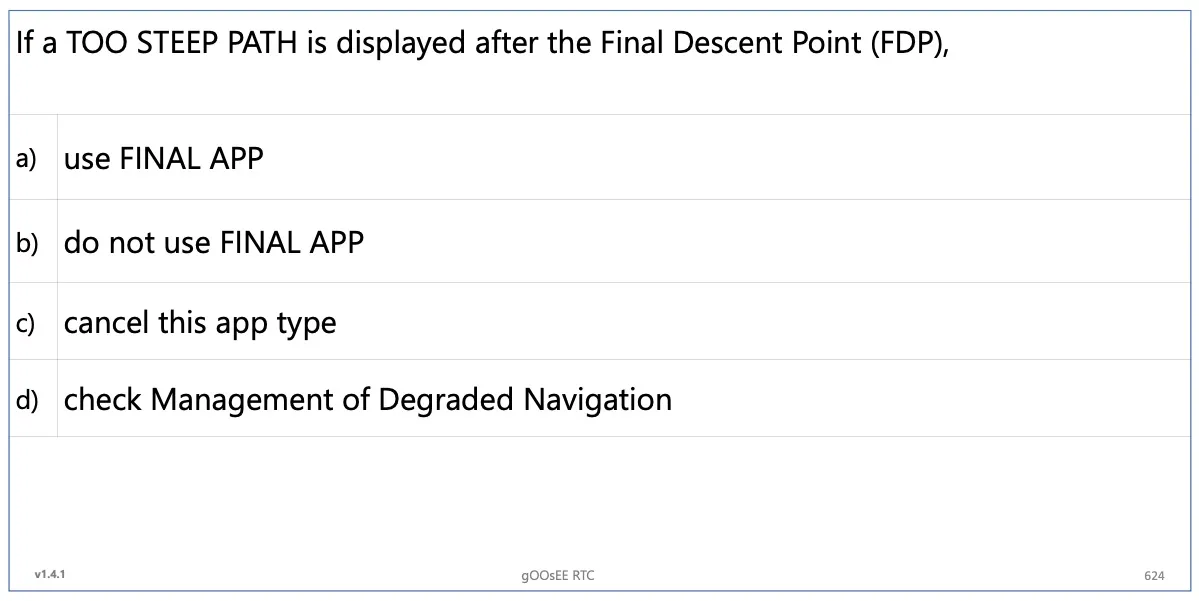 If a TOO STEEP PATH is displayed after the Final Descent Point (FDP),
a) use FINAL APP
b) do not use FINAL APP
c) cancel this app type
d) check Management of Degraded Navigation
v1.4.1 gOOsEE RTC 624